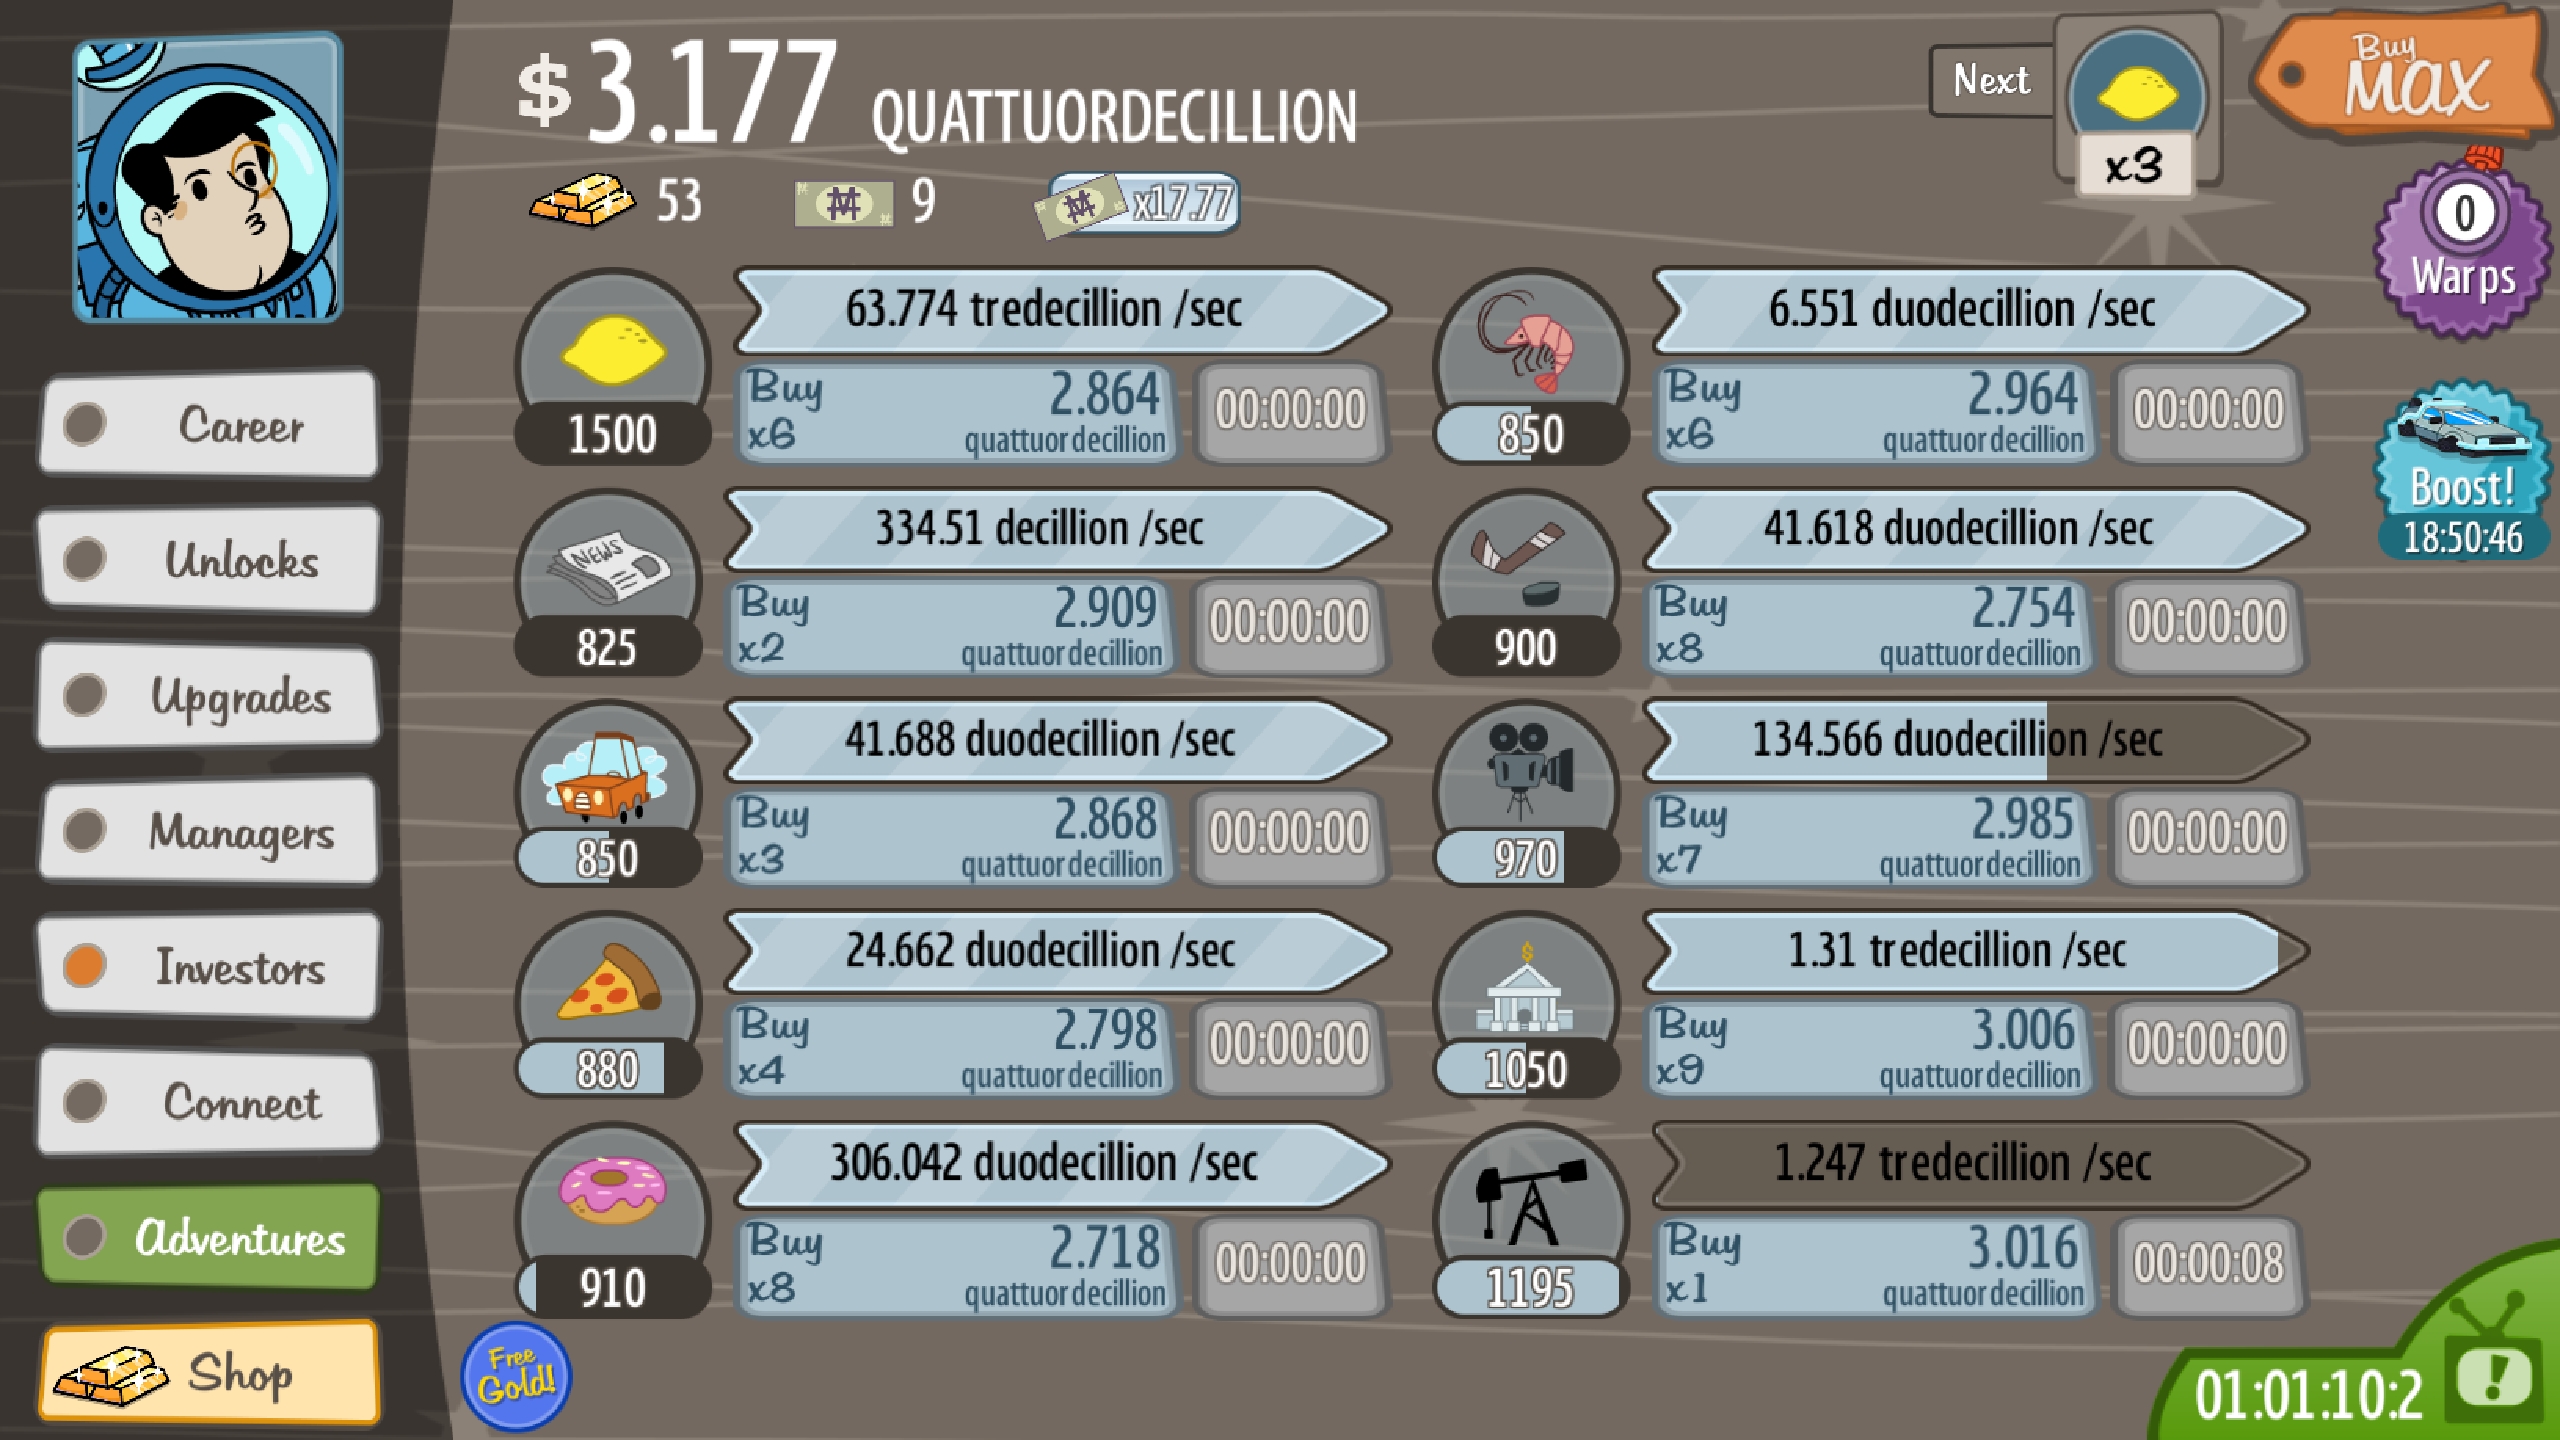 $ 3.177 QUATTUORDECILLION
Next
x3
Buy
MAX
53
9
x17.77
0
Warps
Boost!
18:50:46
Career
Unlocks
Upgrades
Managers
Investors
Connect
Adventures
Shop
63.774 tredecillion /sec
1500
Buy
x6
2.864
quattuordecillion
00:00:00
6.551 duodecillion /sec
850
Buy
x6
2.964
quattuordecillion
00:00:00
NEWS
334.51 decillion /sec
825
Buy
x2
2.909
quattuordecillion
00:00:00
41.618 duodecillion /sec
900
Buy
x8
2.754
quattuordecillion
00:00:00
41.688 duodecillion /sec
850
Buy
x3
2.868
quattuordecillion
00:00:00
134.566 duodecillion /sec
970
Buy
x7
2.985
quattuordecillion
00:00:00
24.662 duodecillion /sec
880
Buy
x4
2.798
quattuordecillion
00:00:00
$
1.31 tredecillion /sec
1050
Buy
x9
3.006
quattuordecillion
00:00:00
306.042 duodecillion /sec
910
Buy
x8
2.718
quattuordecillion
00:00:00
1.247 tredecillion /sec
1195
Buy
x1
3.016
quattuordecillion
00:00:08
Free
Gold!
01:01:10:2
!